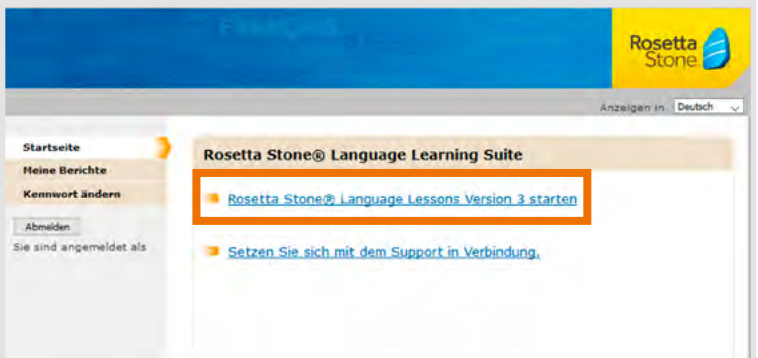 Rosetta
Stone
Anzeigen in Deutsch
Startseite
Meine Berichte
Kennwort ändern
Abmelden
Sie sind angemeldet als
Rosetta Stone® Language Learning Suite
Rosetta Stone® Language Lessons Version 3 starten
Setzen Sie sich mit dem Support in Verbindung.